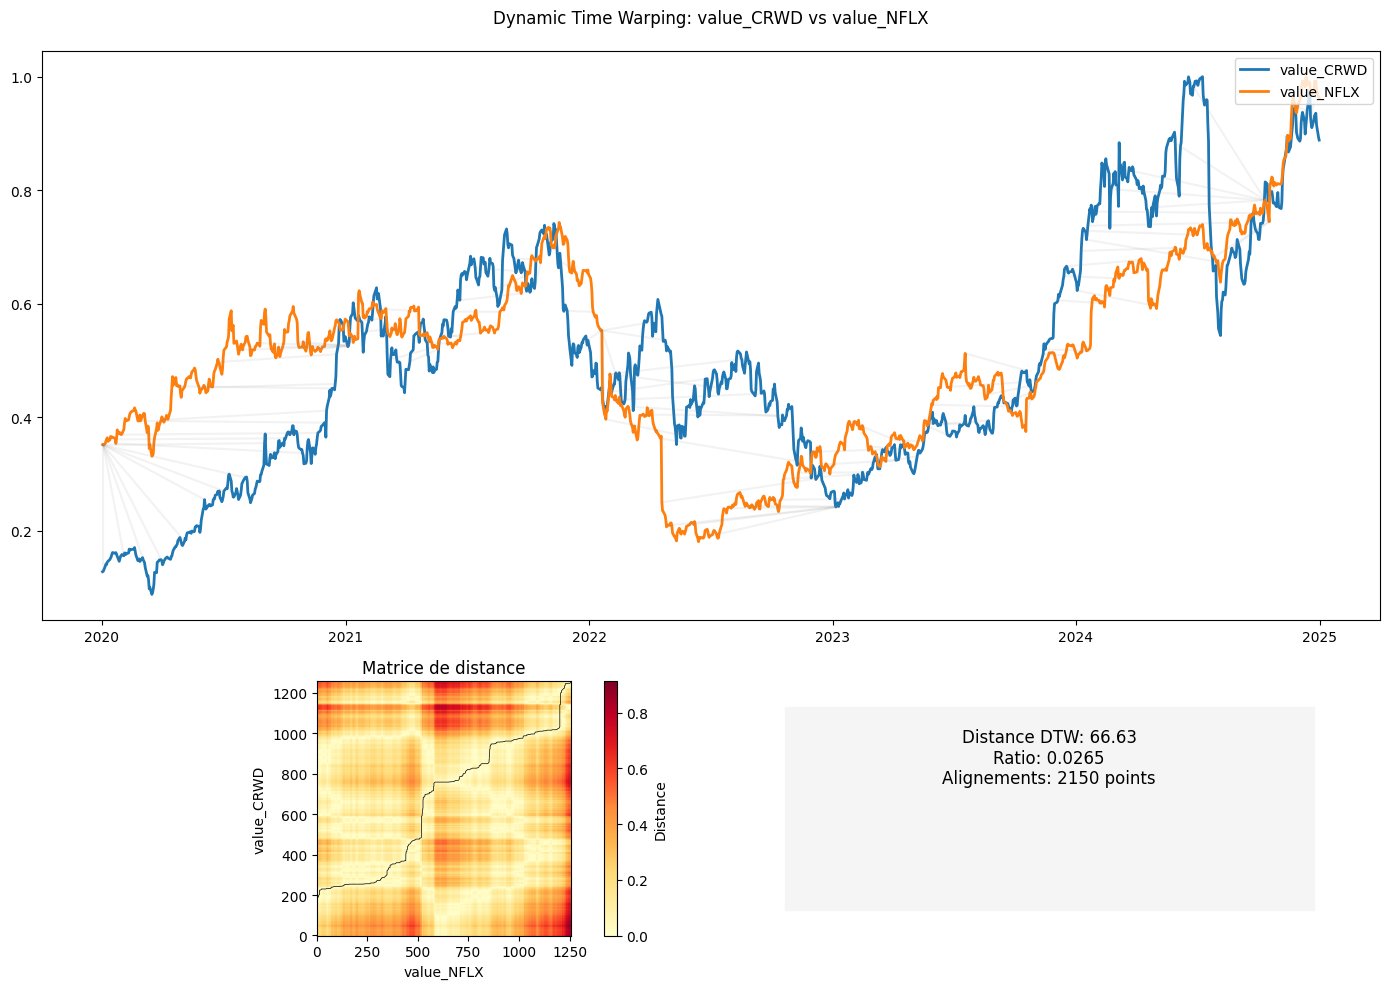 Dynamic Time Warping: value_CRWD vs value_NFLX
1.0
0.8
0.6
0.4
0.2
value_CRWD
value_NFLX
2020 2021 2022 2023 2024 2025
Matrice de distance
value_CRWD
1200
1000
800
600
400
200
0
0 250 500 750 1000 1250
value_NFLX
0.8
0.6
0.4
0.2
0.0
Distance
Distance DTW: 66.63
Ratio: 0.0265
Alignements: 2150 points